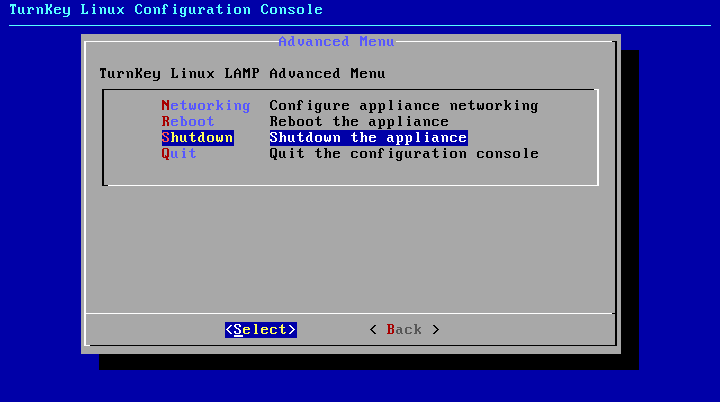 TurnKey Linux Configuration Console
Advanced Menu
TurnKey Linux LAMP Advanced Menu
Networking Configure appliance networking
Reboot Reboot the appliance
Shutdown Shutdown the appliance
Quit Quit the configuration console
<Select> < Back >